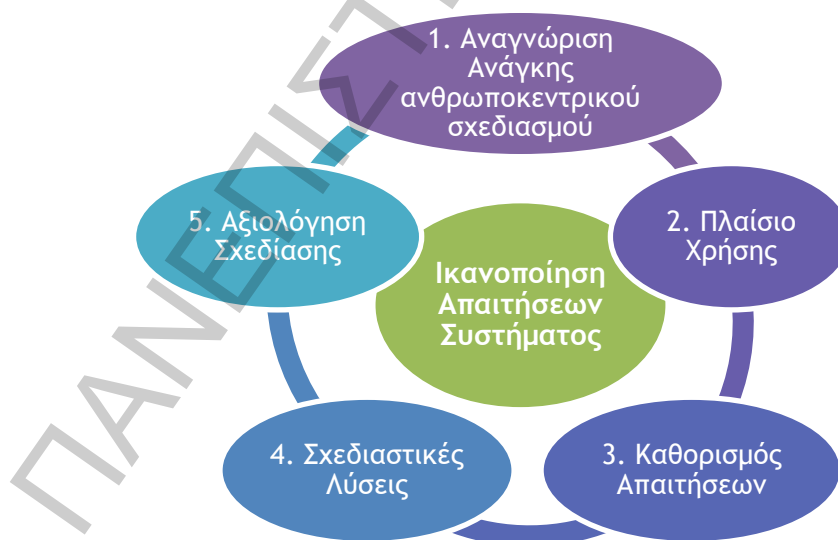 1. Αναγνώριση
Ανάγκης
ανθρωποκεντρικού
σχεδιασμού
2. Πλαίσιο
Χρήσης
3. Καθορισμός
Απαιτήσεων
4. Σχεδιαστικές
Λύσεις
5. Αξιολόγηση
Σχεδίασης
Ικανοποίηση
Απαιτήσεων
Συστήματος
ΠΑΝΕΠΙΣΤ